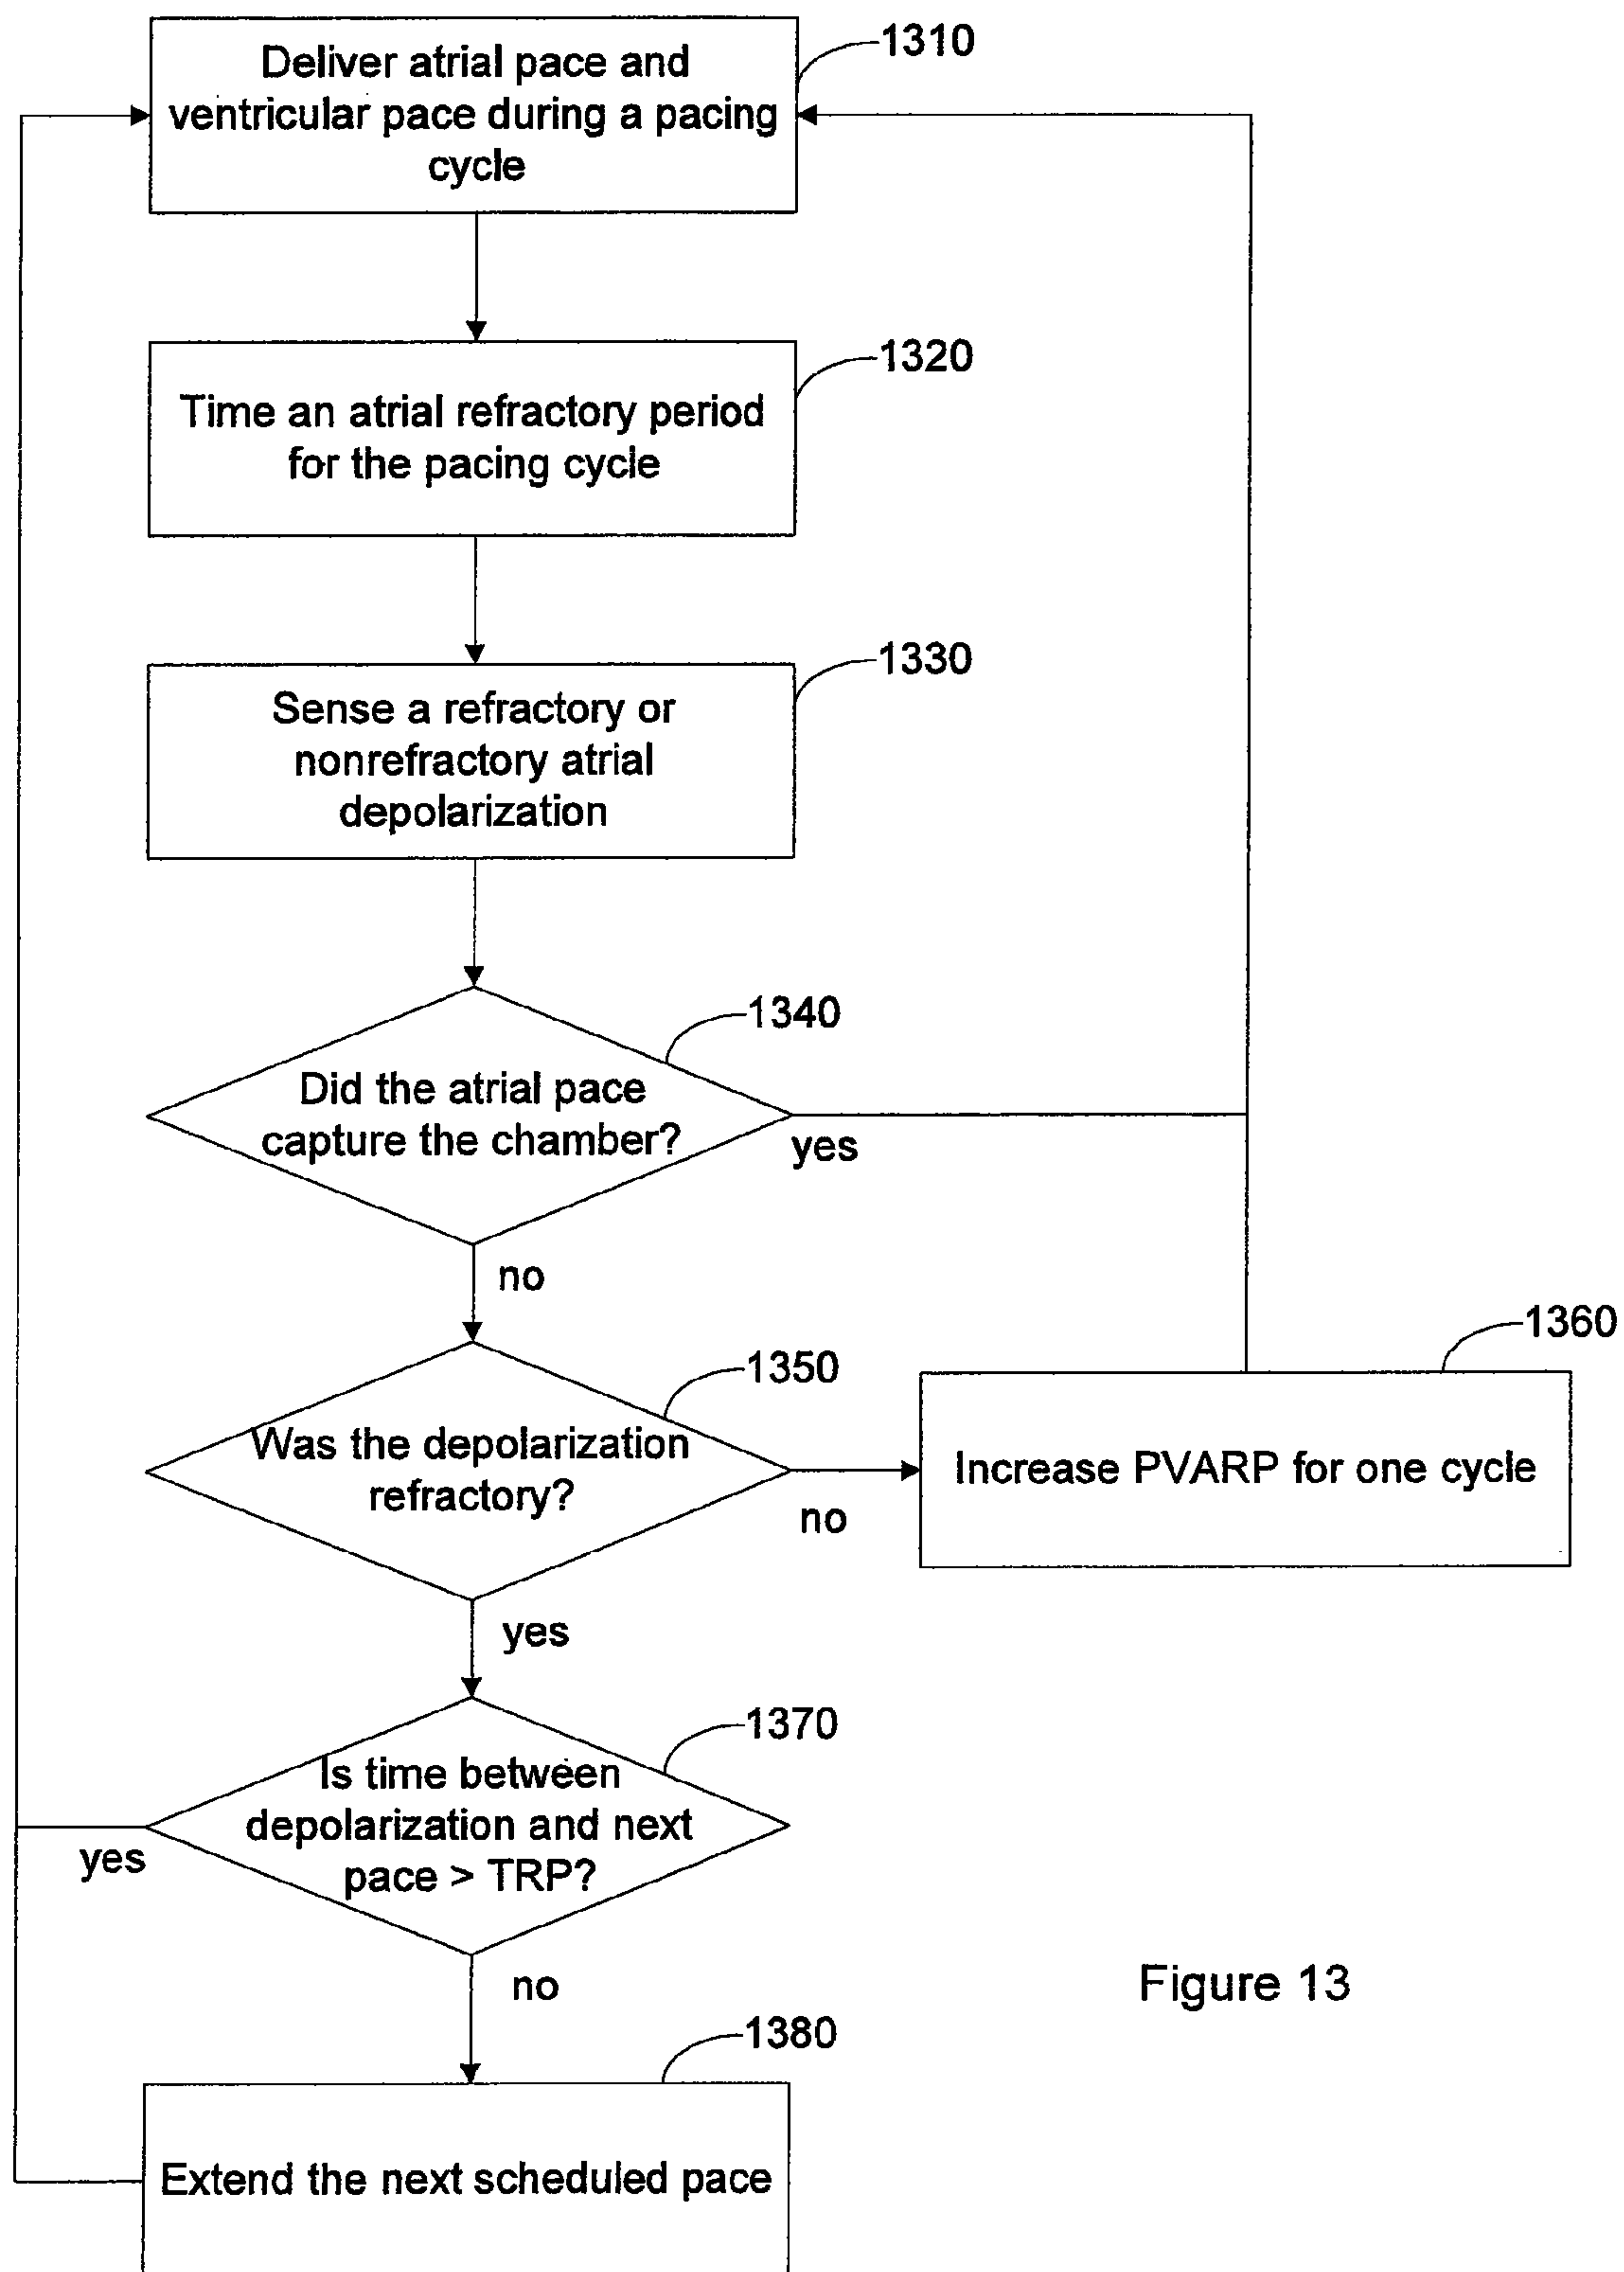 1310
Deliver atrial pace and
ventricular pace during a pacing
cycle
1320
Time an atrial refractory period
for the pacing cycle
1330
Sense a refractory or
nonrefractory atrial
depolarization
1340
Did the atrial pace
capture the chamber?
yes
no
1350
Was the depolarization
refractory?
no
1360
Increase PVARP for one cycle
yes
1370
Is time between
depolarization and next
pace > TRP?
yes
no
1380
Extend the next scheduled pace
Figure 13